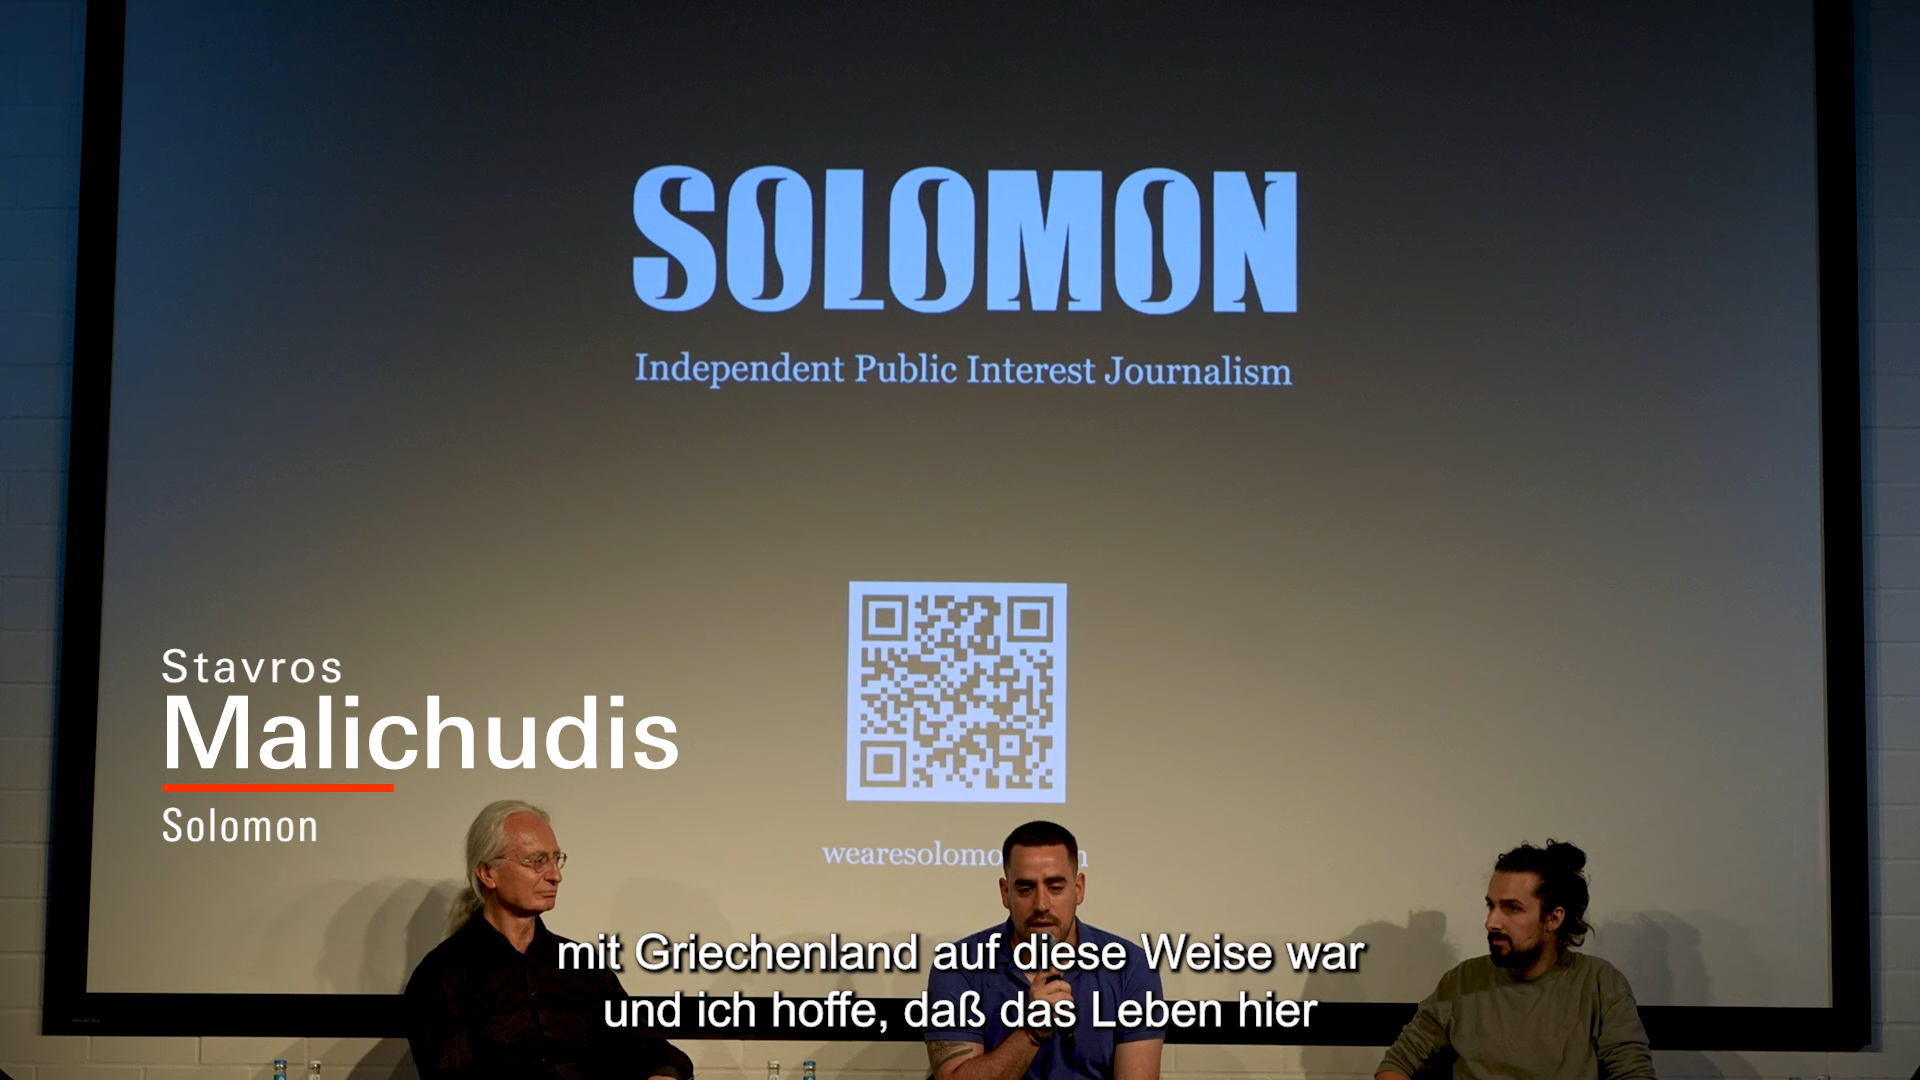 SOLOMON
Independent Public Interest Journalism
Stavros
Malichudis
Solomon
mit Griechenland auf diese Weise war
und ich hoffe, daß das Leben hier